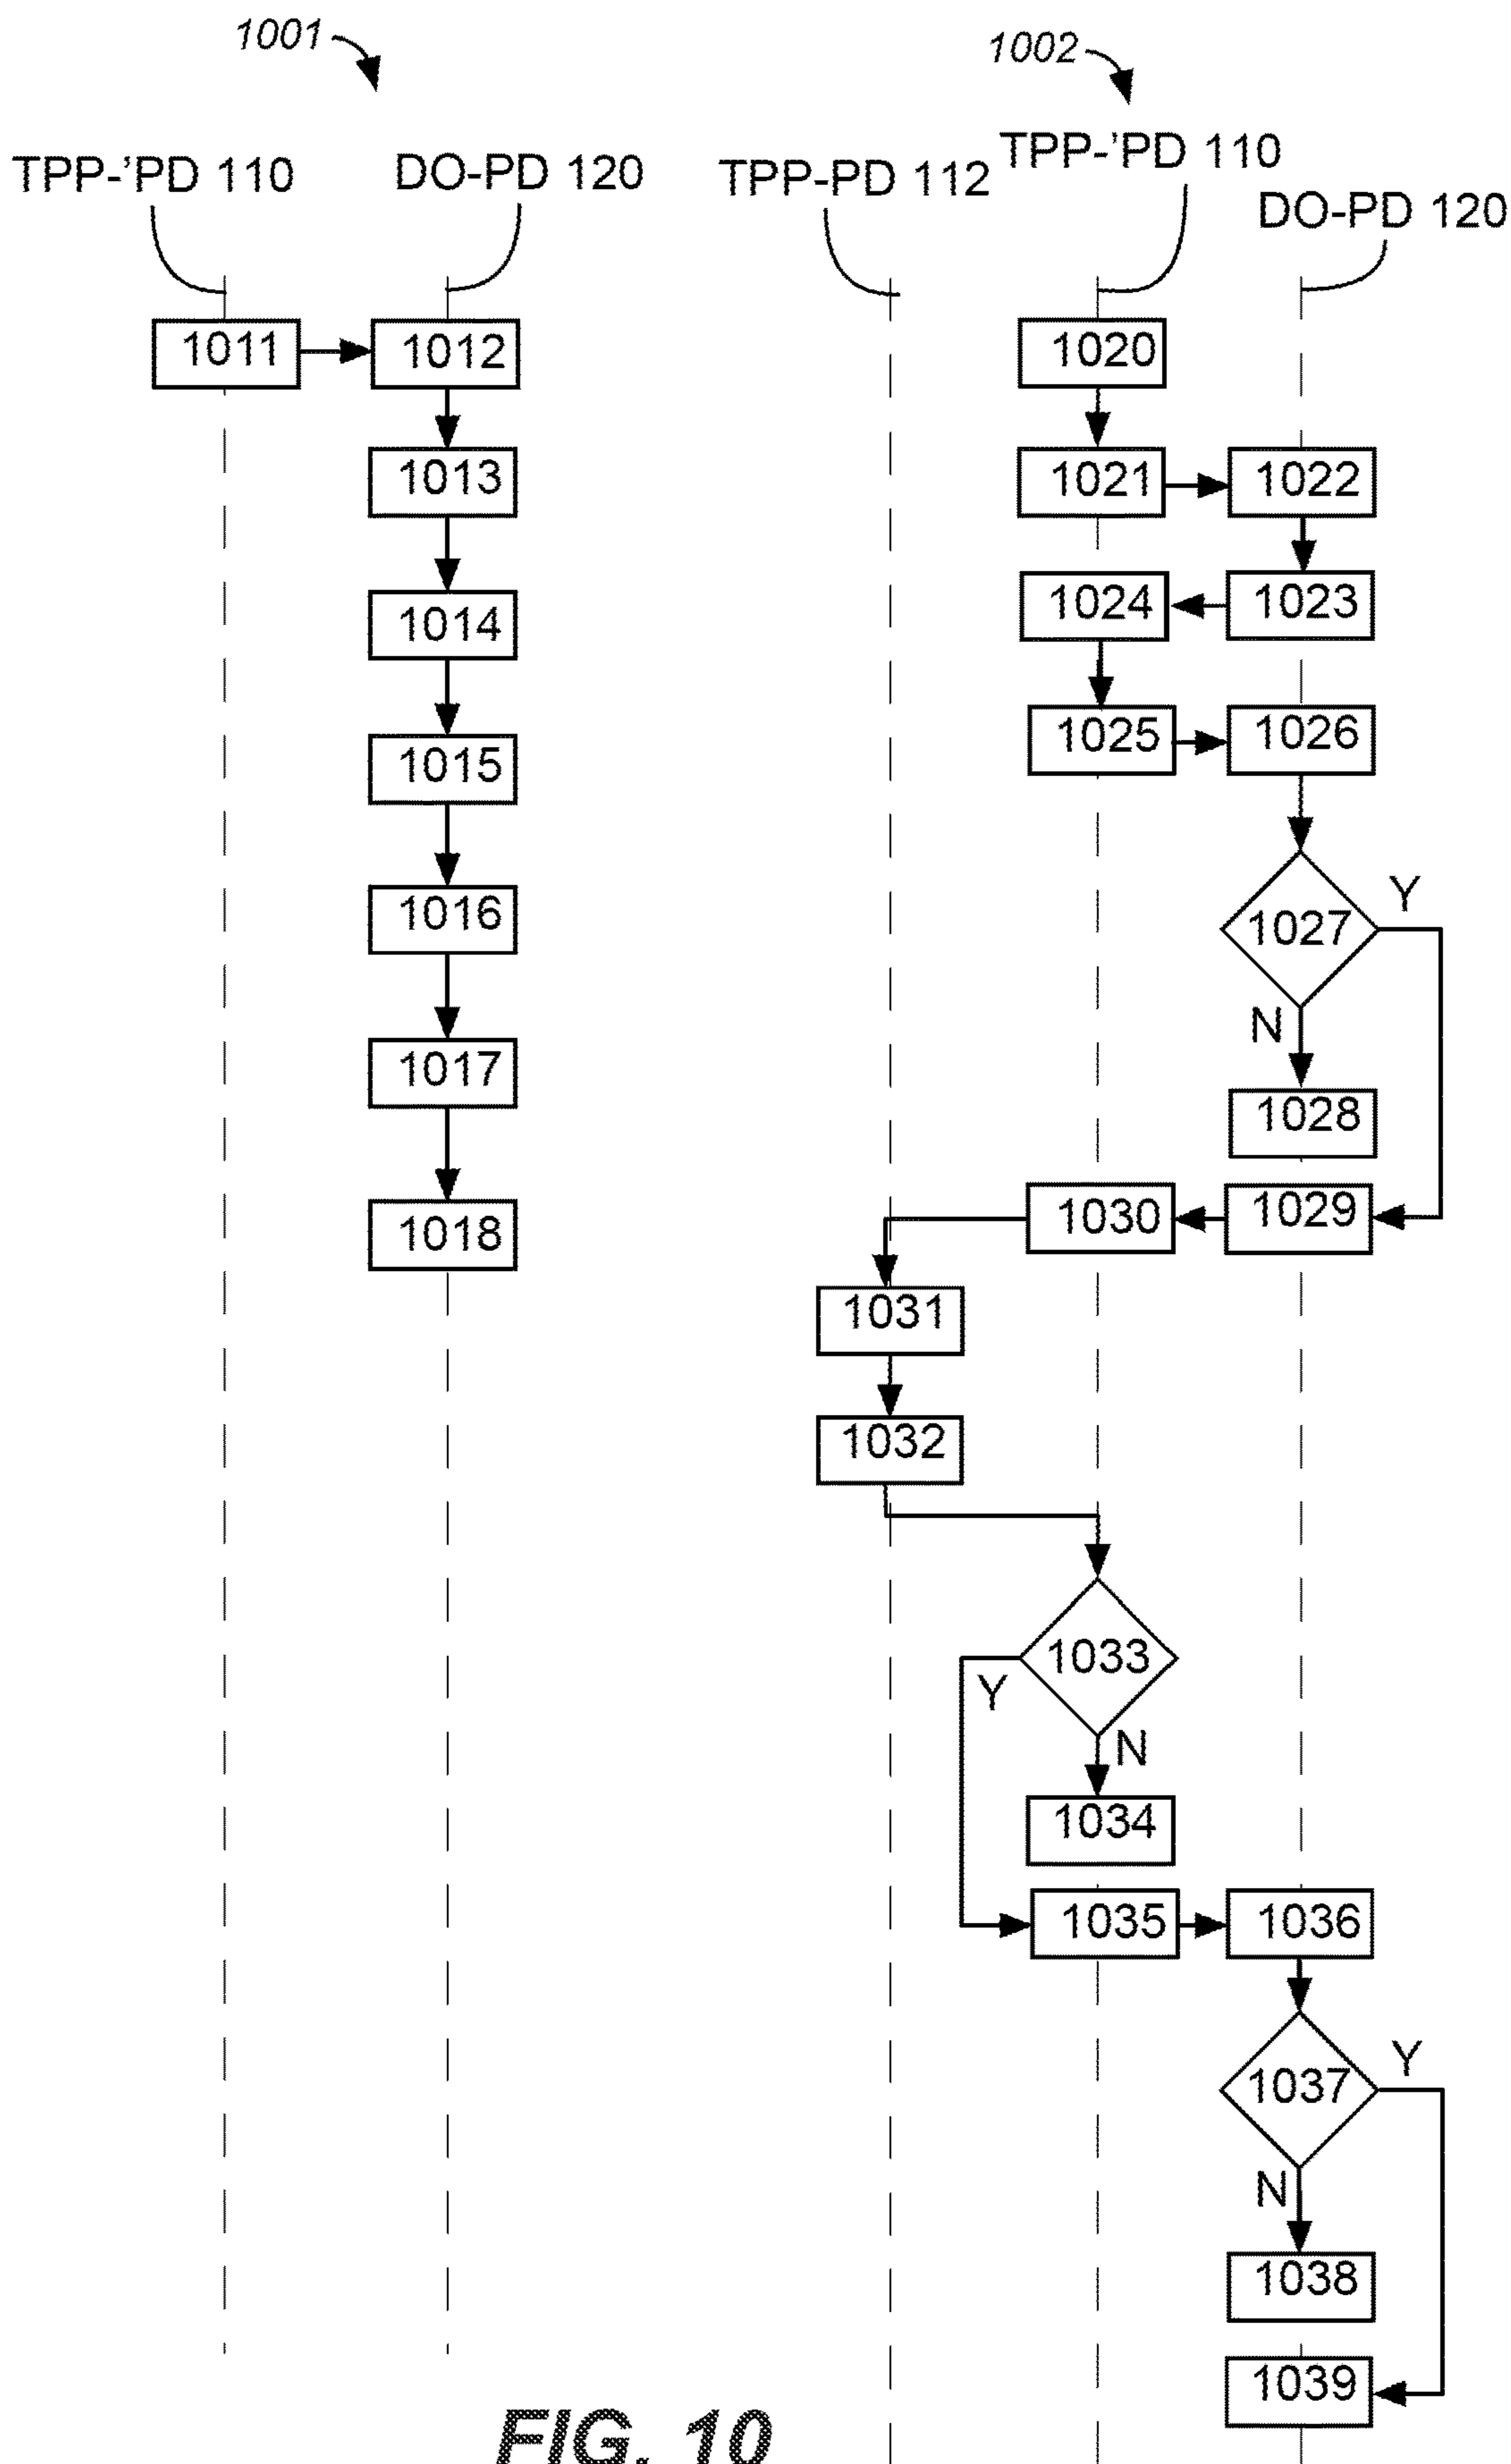 1001
TPP-’PD 110
DO-PD 120
1011
1012
1013
1014
1015
1016
1017
1018
1002
TPP-PD 112
TPP-’PD 110
DO-PD 120
1020
1021
1022
1024
1023
1025
1026
1027
Y
N
1028
1030
1029
1031
1032
1033
Y
N
1034
1035
1036
1037
Y
N
1038
1039
FIG. 10